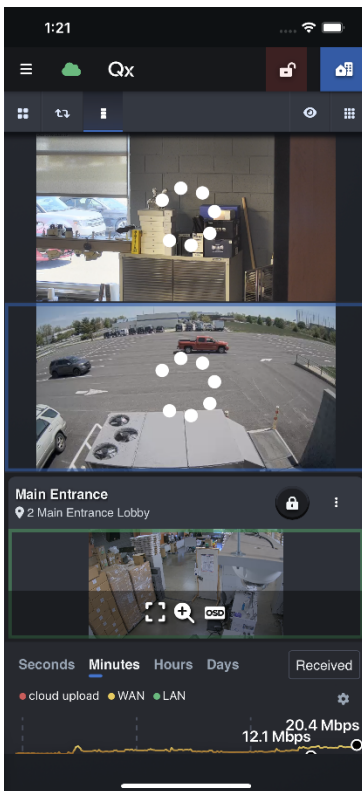 1:21
Qx
Main Entrance
2 Main Entrance Lobby
OSD
Seconds Minutes Hours Days Received
cloud upload WAN LAN
20.4 Mbps
12.1 Mbps